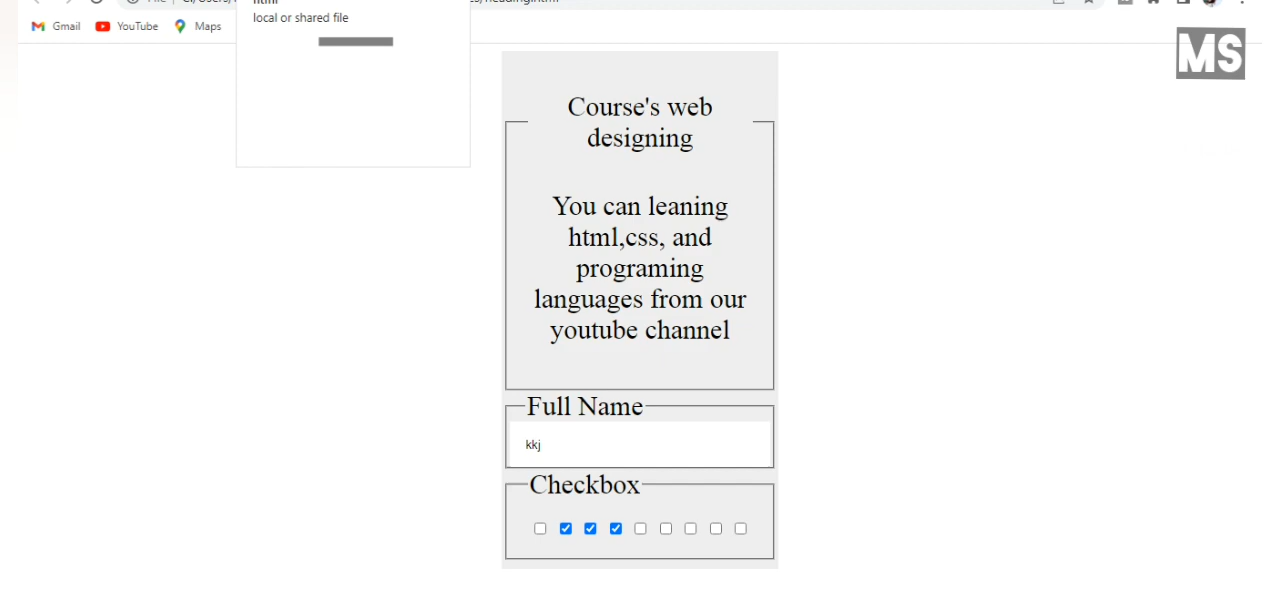 local or shared file
Gmail YouTube Maps
MS
Course's web
designing
You can leaning
html,css, and
programing
languages from our
youtube channel
Full Name
kkj
Checkbox